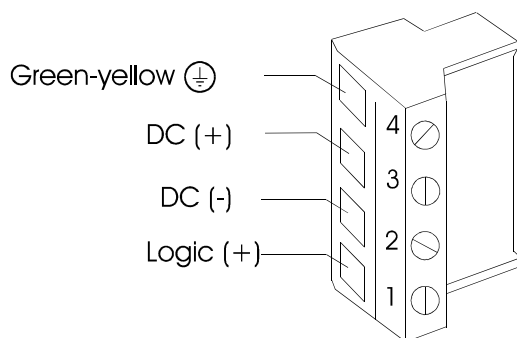 Green-yellow ⏚
DC (+)
DC (-)
Logic (+)
4
3
2
1